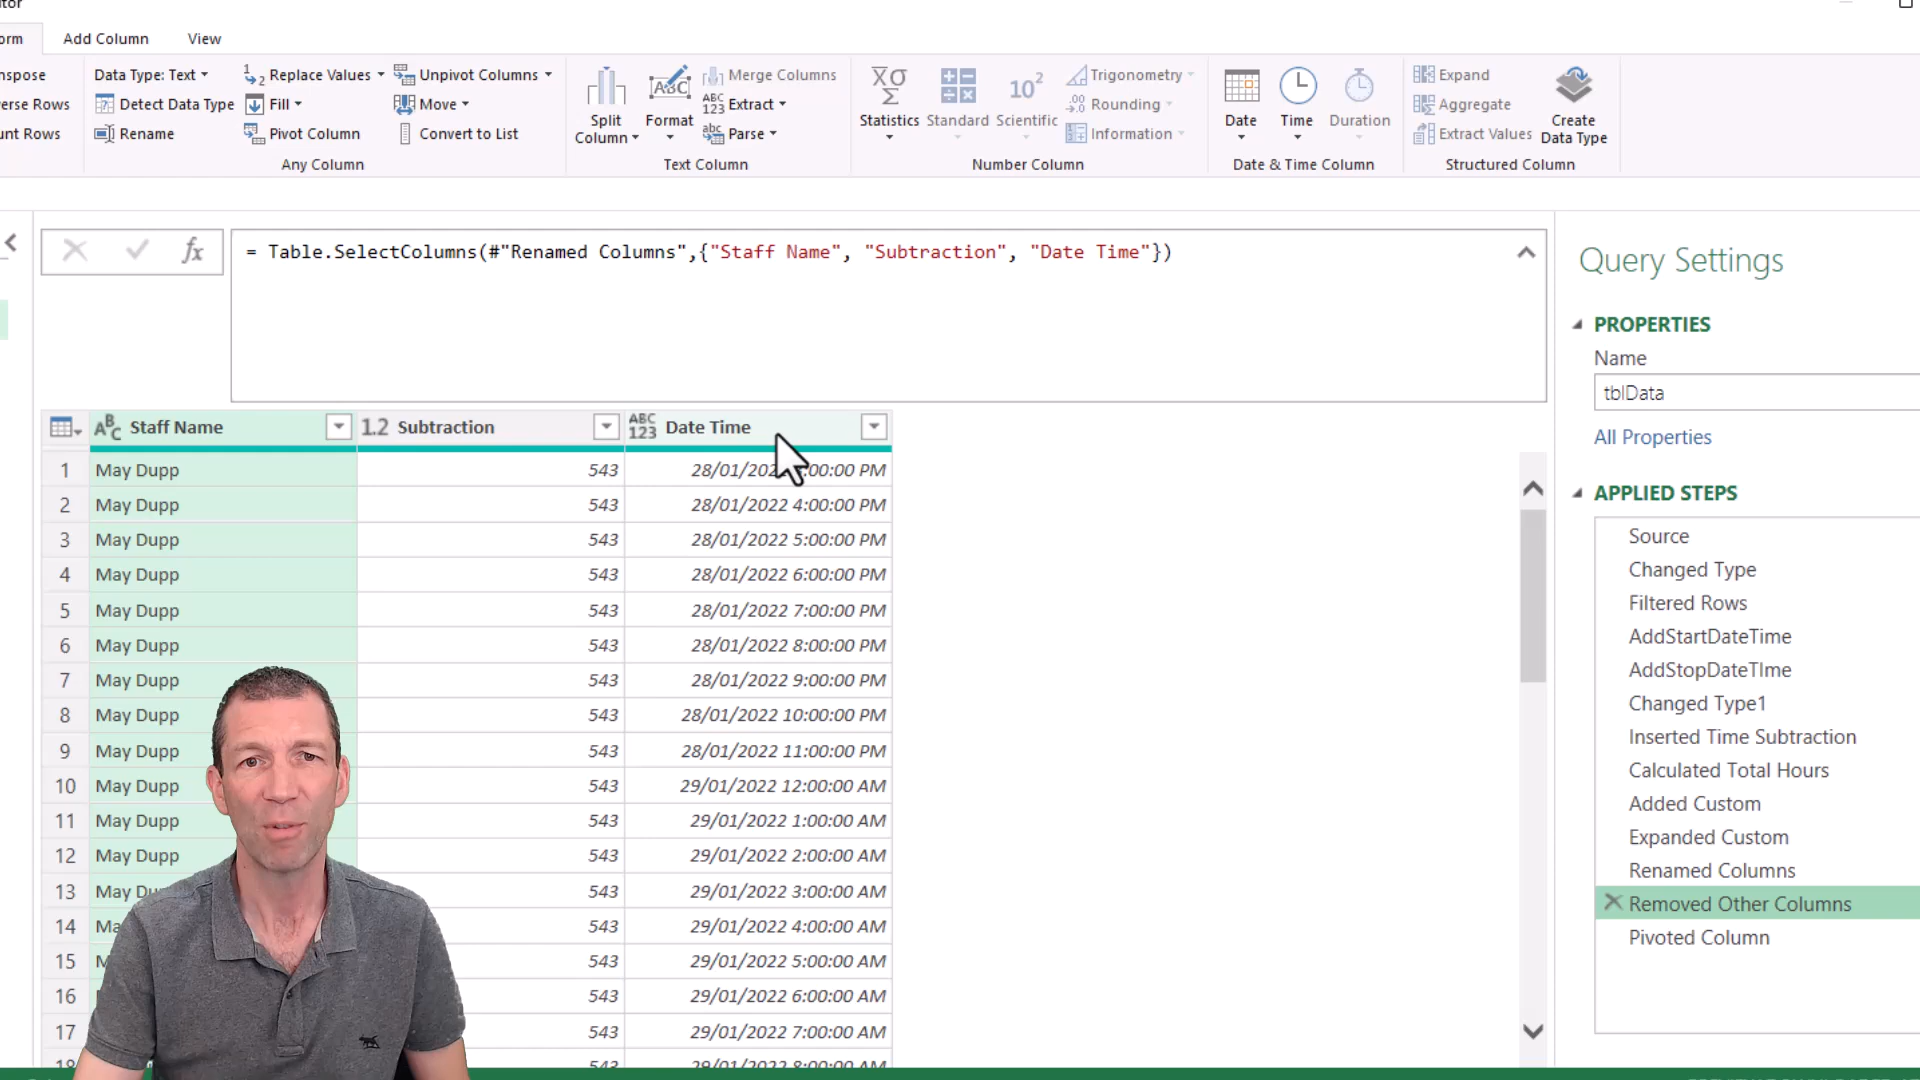 Add Column View
Data Type: Text Replace Values Unpivot Columns Merge Columns Trigonometry Expand
Detect Data Type Fill Move Extract Rounding Aggregate
Rename Pivot Column Convert to List Parse Information Extract Values
Split Column Format Statistics Standard Scientific Date Time Duration Create Data Type
Any Column Text Column Number Column Date & Time Column Structured Column
fx = Table.SelectColumns(#"Renamed Columns",{"Staff Name", "Subtraction", "Date Time"})
Query Settings
PROPERTIES
Name
tblData
All Properties
APPLIED STEPS
Source
Changed Type
Filtered Rows
AddStartDateTime
AddStopDateTIme
Changed Type1
Inserted Time Subtraction
Calculated Total Hours
Added Custom
Expanded Custom
Renamed Columns
Removed Other Columns
Pivoted Column
ABC Staff Name 1.2 Subtraction ABC 123 Date Time
1 May Dupp 543 :00:00 PM
2 May Dupp 543 28/01/2022 4:00:00 PM
3 May Dupp 543 28/01/2022 5:00:00 PM
4 May Dupp 543 28/01/2022 6:00:00 PM
5 May Dupp 543 28/01/2022 7:00:00 PM
6 May Dupp 543 28/01/2022 8:00:00 PM
7 May Dupp 543 28/01/2022 9:00:00 PM
8 May Dupp 543 28/01/2022 10:00:00 PM
9 May Dupp 543 28/01/2022 11:00:00 PM
10 May Dupp 543 29/01/2022 12:00:00 AM
11 May Dupp 543 29/01/2022 1:00:00 AM
12 May Dupp 543 29/01/2022 2:00:00 AM
13 May 543 29/01/2022 3:00:00 AM
14 543 29/01/2022 4:00:00 AM
15 543 29/01/2022 5:00:00 AM
16 543 29/01/2022 6:00:00 AM
17 543 29/01/2022 7:00:00 AM